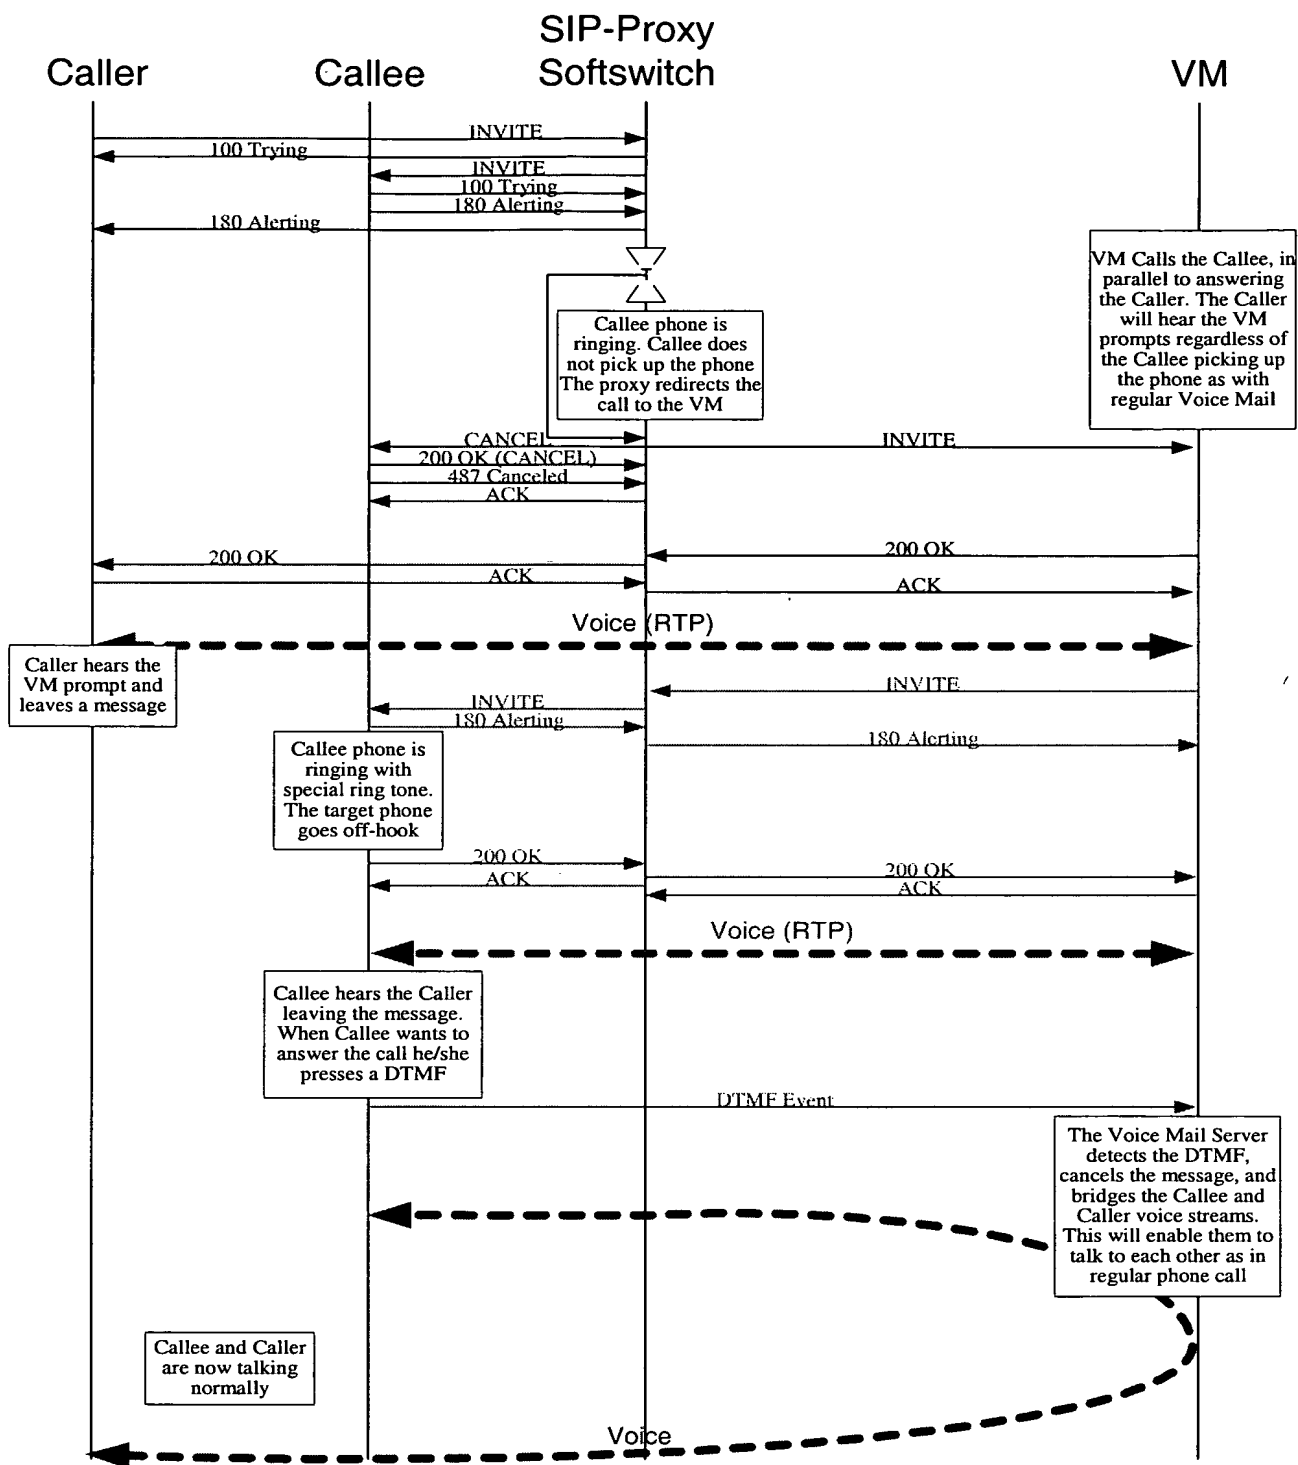 SIP-Proxy
Caller
Callee
Softswitch
VM
INVITE
100 Trying
INVITE
100 Trying
180 Alerting
180 Alerting
T
VM Calls the Callee, in
parallel to answering
the Caller. The Caller
will hear the VM
prompts regardless of
the Callee picking up
the phone as with
regular Voice Mail
Callee phone is
ringing. Callee does
not pick up the phone
The proxy redirects the
call to the VM
CANCEL
INVITE
200 OK (CANCEL)
487 Canceled
ACK
200 OK
200 OK
ACK
ACK
Voice (RTP)
Caller hears the
VM prompt and
leaves a message
INVITE
INVITE
180 Alerting
180 Alerting
Callee phone is
ringing with
special ring tone.
The target phone
goes off-hook
200 OK
200 OK
ACK
ACK
Voice (RTP)
Callee hears the Caller
leaving the message.
When Callee wants to
answer the call he/she
presses a DTMF
DTMF Event
The Voice Mail Server
detects the DTMF,
cancels the message, and
bridges the Callee and
Caller voice streams.
This will enable them to
talk to each other as in
regular phone call
Callee and Caller
are now talking
normally
Voice